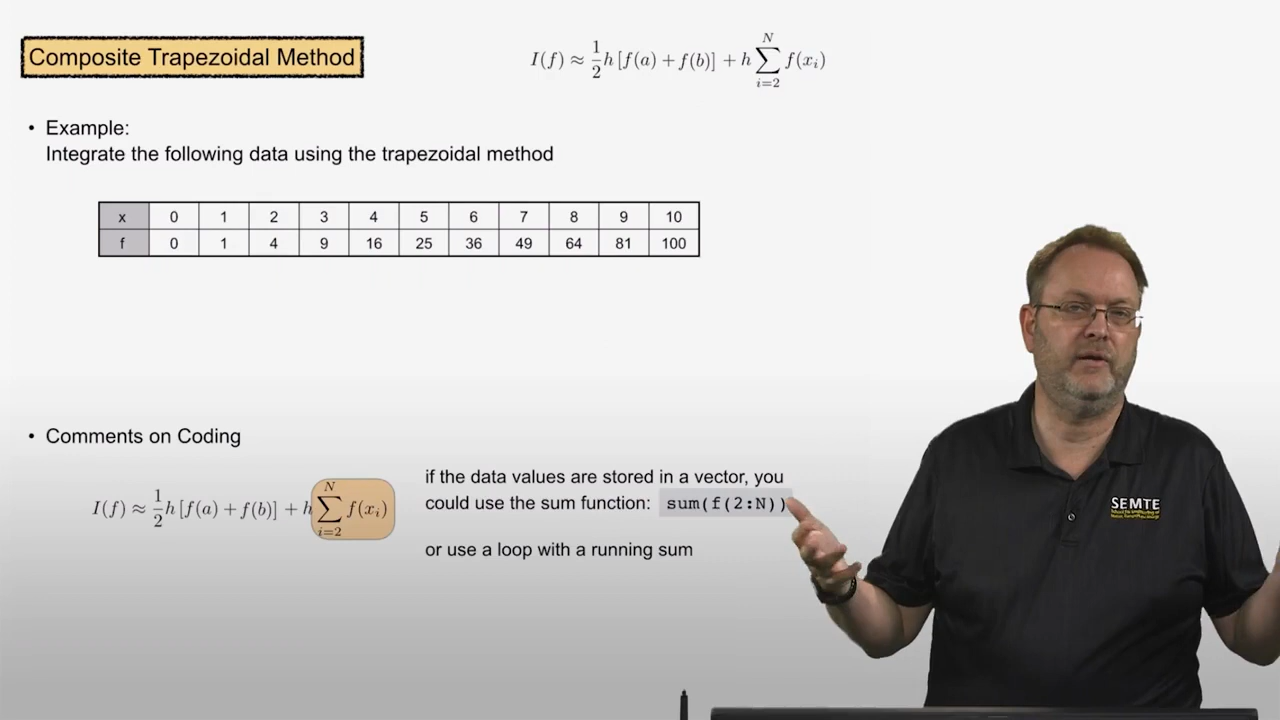 Composite Trapezoidal Method
I(f) ≈ 1/2 h [f(a) + f(b)] + h ∑_{i=2}^{N} f(x_i)
• Example:
Integrate the following data using the trapezoidal method
x 0 1 2 3 4 5 6 7 8 9 10
f 0 1 4 9 16 25 36 49 64 81 100
• Comments on Coding
I(f) ≈ 1/2 h [f(a) + f(b)] + h ∑_{i=2}^{N} f(x_i)
if the data values are stored in a vector, you
could use the sum function: sum(f(2:N))
or use a loop with a running sum
SEMTE